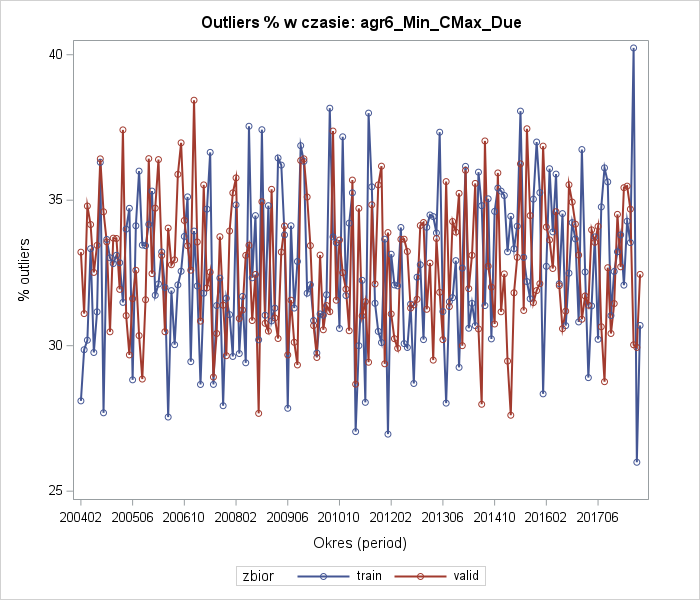 Outliers % w czasie: agr6_Min_CMax_Due
% outliers
40
35
30
25
200402 200506 200610 200802 200906 201010 201202 201306 201410 201602 201706
Okres (period)
zbior train valid